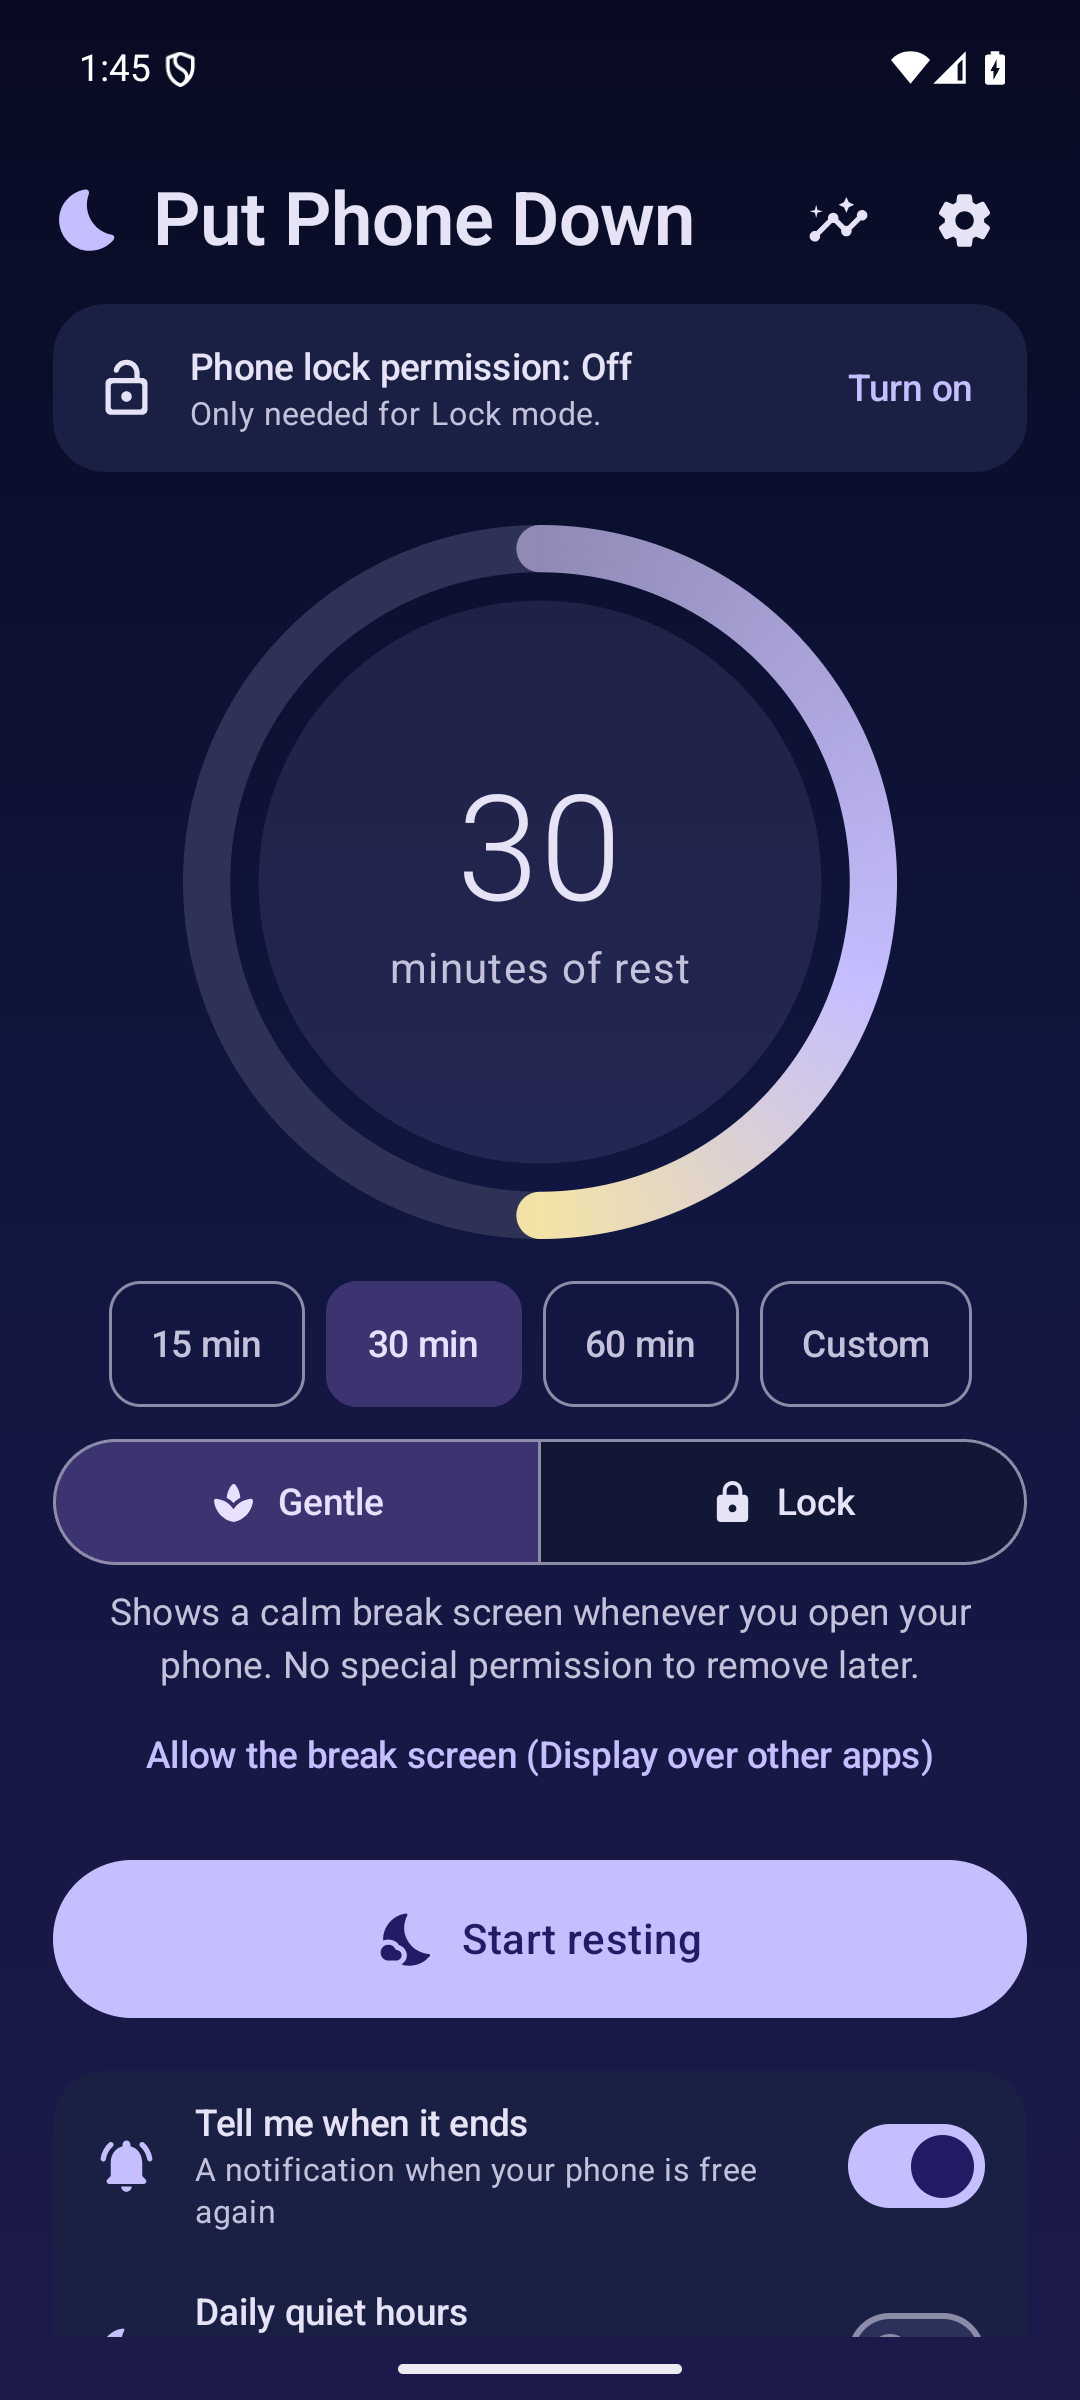 1:45
Put Phone Down
Phone lock permission: Off
Only needed for Lock mode.
Turn on
30
minutes of rest
15 min
30 min
60 min
Custom
Gentle
Lock
Shows a calm break screen whenever you open your
phone. No special permission to remove later.
Allow the break screen (Display over other apps)
Start resting
Tell me when it ends
A notification when your phone is free
again
Daily quiet hours